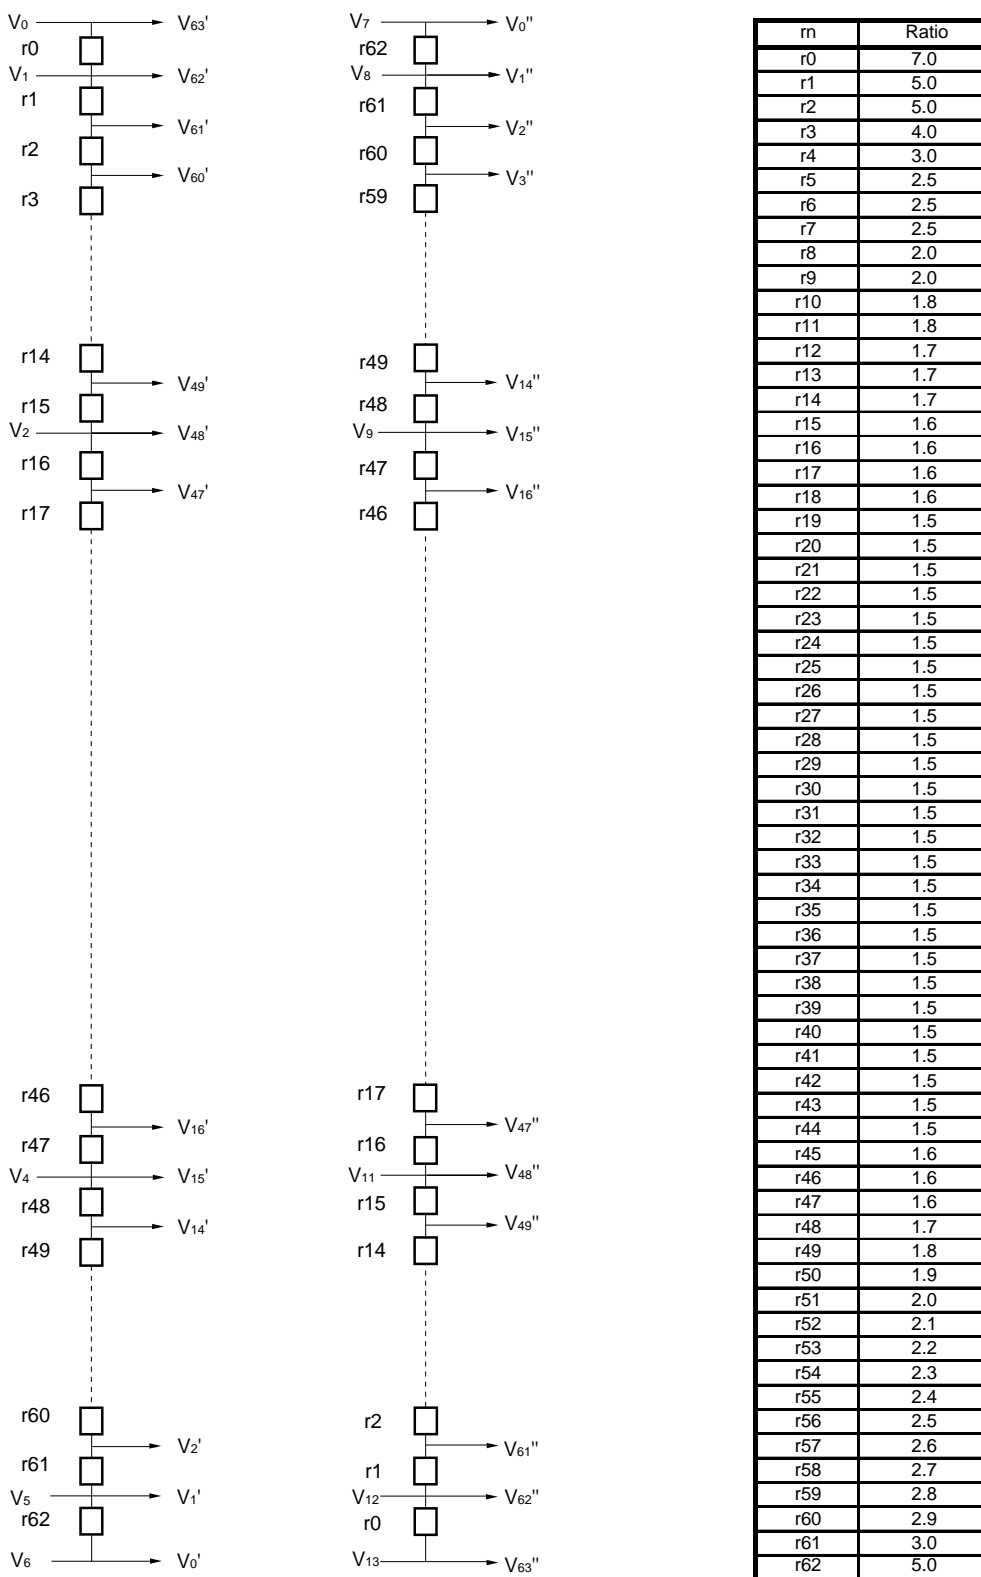 V0 V63'
r0
V1 V62'
r1
V61'
r2
V60'
r3
r14
V49'
r15
V2 V48'
r16
V47'
r17
r46
V16'
r47
V4 V15'
r48
V14'
r49
r60
V2'
r61
V5 V1'
r62
V6 V0'
V7 V0"
r62
V8 V1"
r61
V2"
r60
V3"
r59
r49
V14"
r48
V9 V15"
r47
V16"
r46
r17
V47"
r16
V11 V48"
r15
V49"
r14
r2
V61"
r1
V12 V62"
r0
V13 V63"
rn Ratio
r0 7.0
r1 5.0
r2 5.0
r3 4.0
r4 3.0
r5 2.5
r6 2.5
r7 2.5
r8 2.0
r9 2.0
r10 1.8
r11 1.8
r12 1.7
r13 1.7
r14 1.7
r15 1.6
r16 1.6
r17 1.6
r18 1.6
r19 1.5
r20 1.5
r21 1.5
r22 1.5
r23 1.5
r24 1.5
r25 1.5
r26 1.5
r27 1.5
r28 1.5
r29 1.5
r30 1.5
r31 1.5
r32 1.5
r33 1.5
r34 1.5
r35 1.5
r36 1.5
r37 1.5
r38 1.5
r39 1.5
r40 1.5
r41 1.5
r42 1.5
r43 1.5
r44 1.5
r45 1.6
r46 1.6
r47 1.6
r48 1.7
r49 1.8
r50 1.9
r51 2.0
r52 2.1
r53 2.2
r54 2.3
r55 2.4
r56 2.5
r57 2.6
r58 2.7
r59 2.8
r60 2.9
r61 3.0
r62 5.0